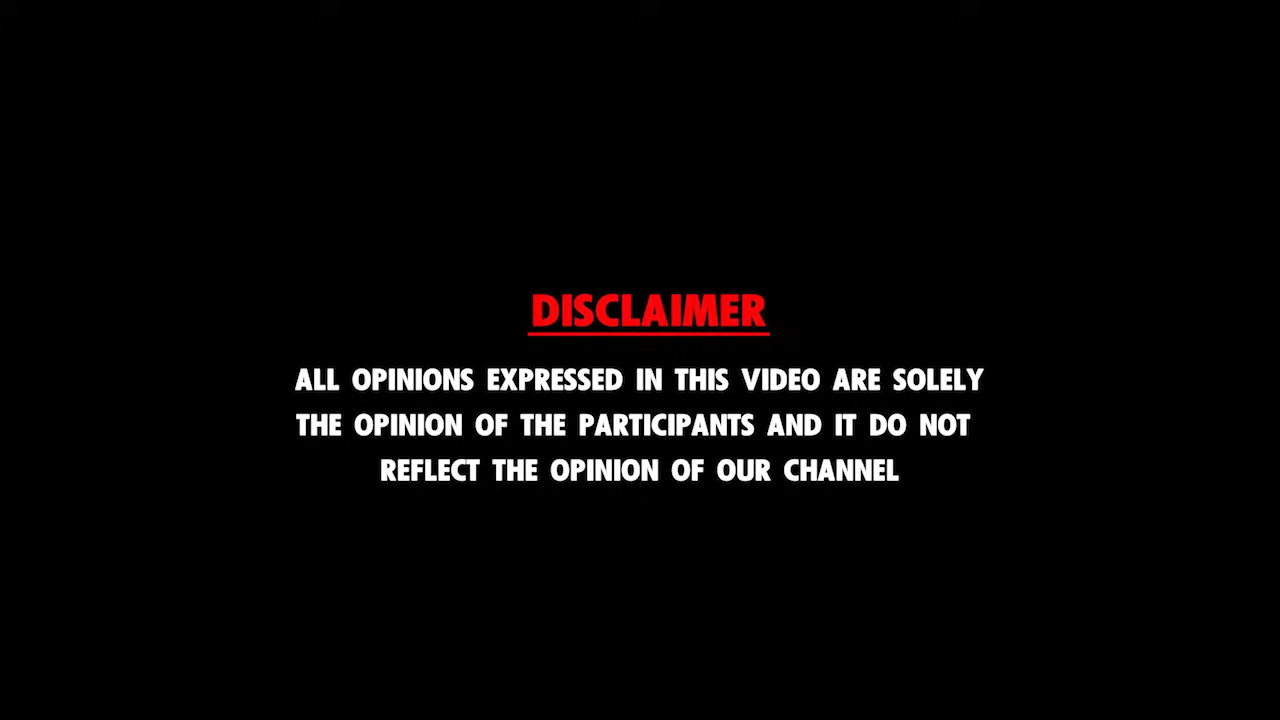 DISCLAIMER
ALL OPINIONS EXPRESSED IN THIS VIDEO ARE SOLELY
THE OPINION OF THE PARTICIPANTS AND IT DO NOT
REFLECT THE OPINION OF OUR CHANNEL